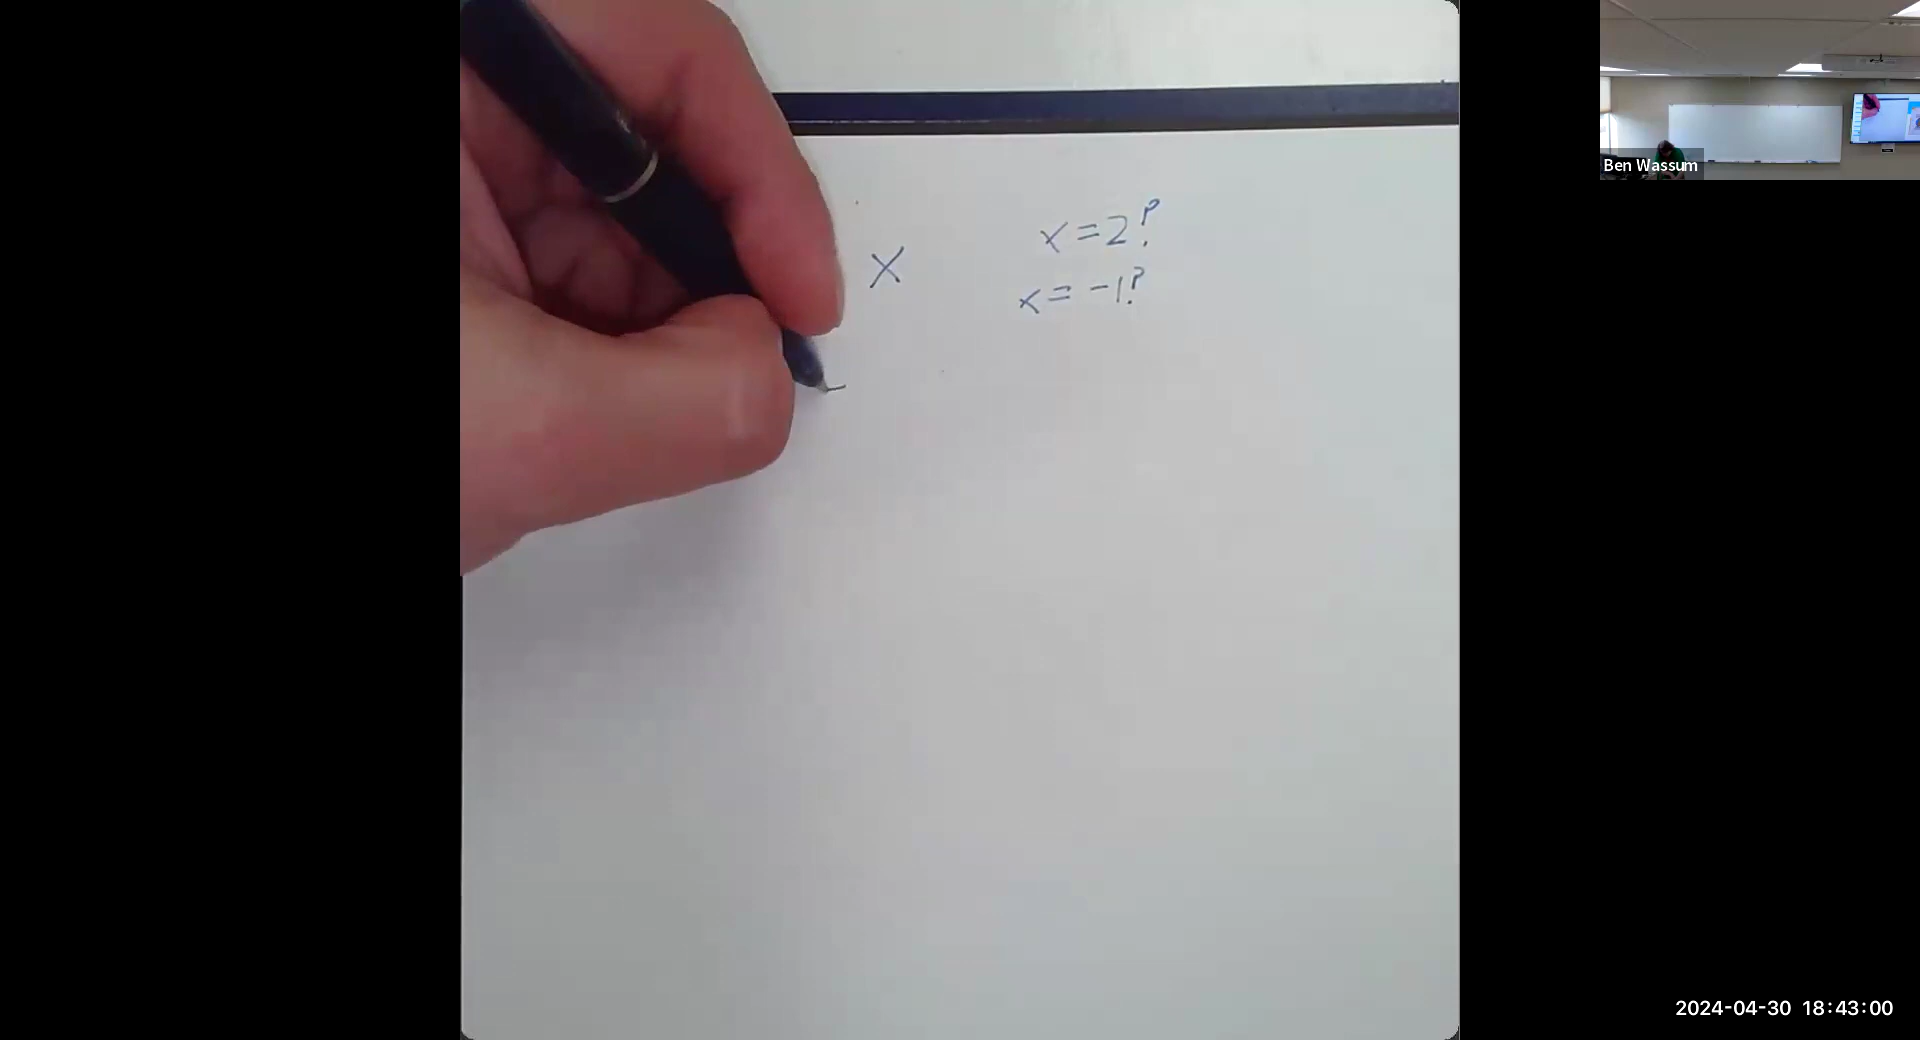 x = 2?
X
x = -1?
Ben Wassum
2024-04-30 18:43:00